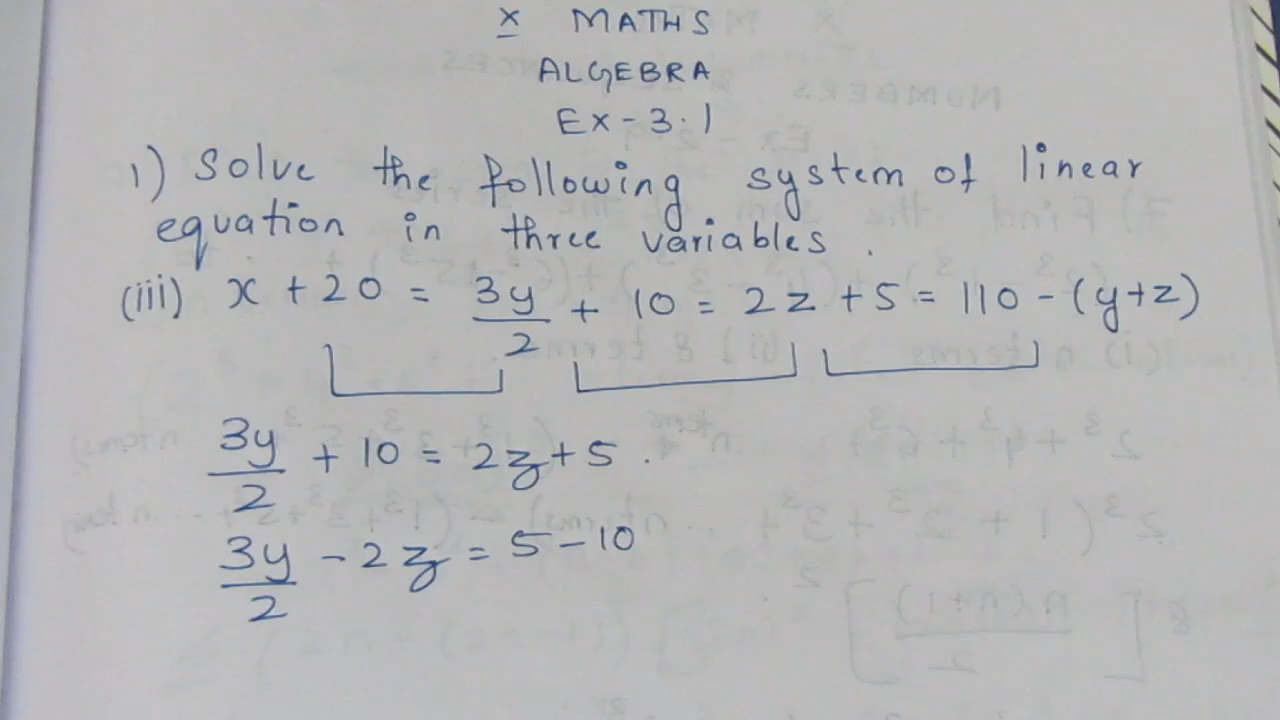 X MATHS
ALGEBRA
Ex - 3.1
1) Solve the following system of linear
equation in three variables.
(iii) x + 20 = 3y/2 + 10 = 2z + 5 = 110 - (y+z)
3y/2 + 10 = 2z + 5.
3y/2 - 2z = 5 - 10